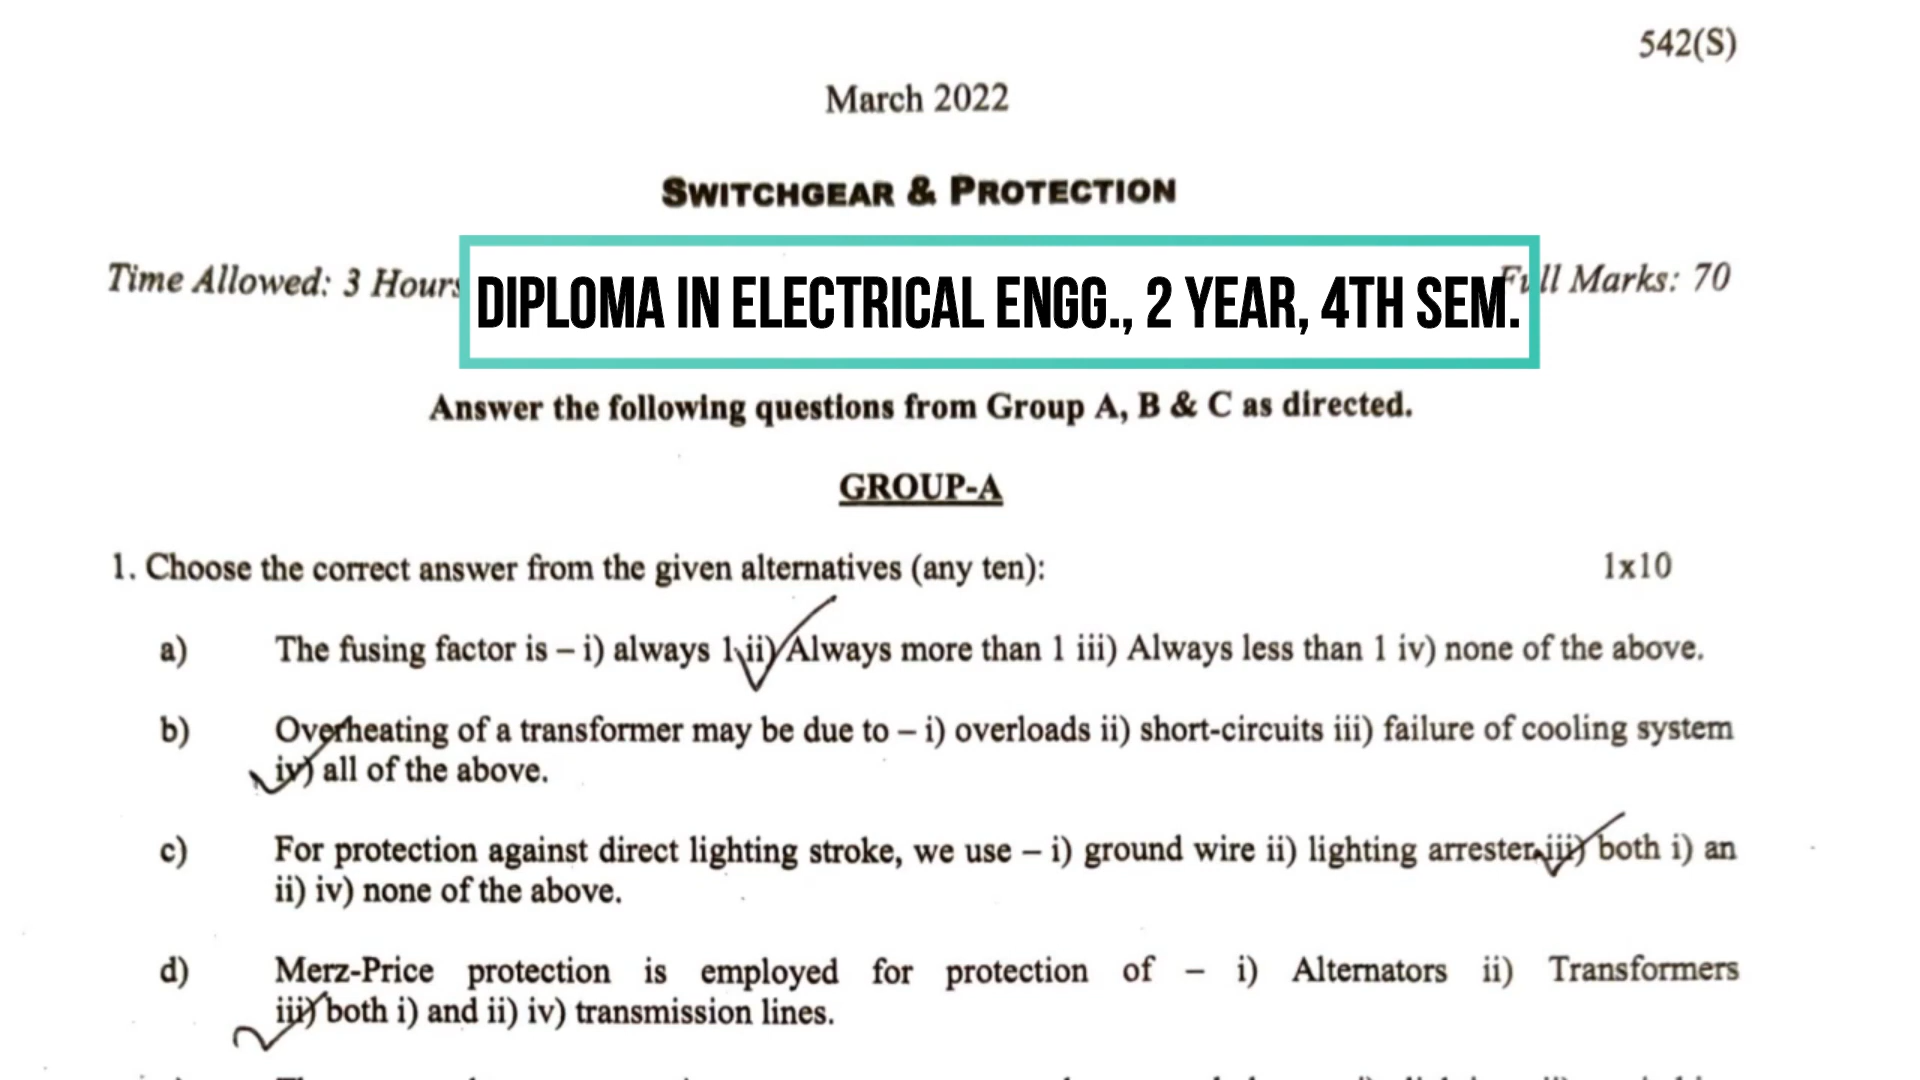 542(S)
March 2022
SWITCHGEAR & PROTECTION
Time Allowed: 3 Hours
DIPLOMA IN ELECTRICAL ENGG., 2 YEAR, 4TH SEM.
Full Marks: 70
Answer the following questions from Group A, B & C as directed.
GROUP-A
1. Choose the correct answer from the given alternatives (any ten): 1x10
a) The fusing factor is – i) always 1 ii) Always more than 1 iii) Always less than 1 iv) none of the above.
b) Overheating of a transformer may be due to – i) overloads ii) short-circuits iii) failure of cooling system
iv) all of the above.
c) For protection against direct lighting stroke, we use – i) ground wire ii) lighting arrester iii) both i) an
ii) iv) none of the above.
d) Merz-Price protection is employed for protection of – i) Alternators ii) Transformers
iii) both i) and ii) iv) transmission lines.